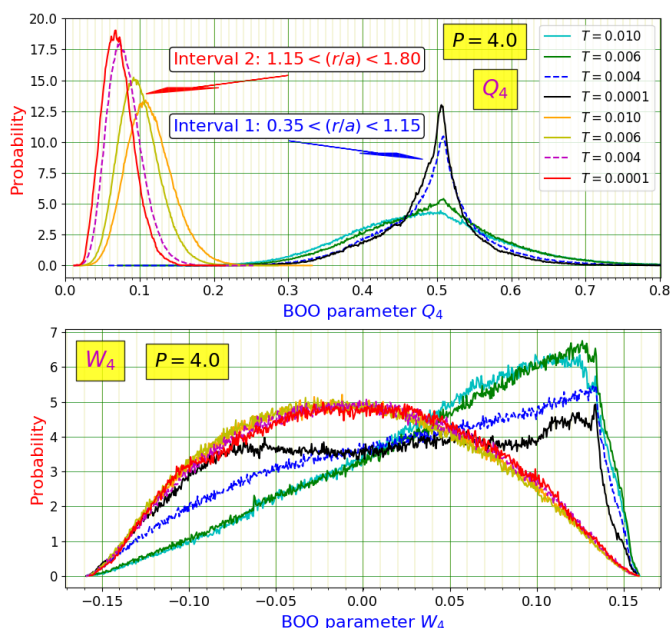 20.0
17.5
15.0
12.5
10.0
7.5
5.0
2.5
0.0
Probability
Interval 2: 1.15 < (r/a) < 1.80
Interval 1: 0.35 < (r/a) < 1.15
P = 4.0
Q₄
T = 0.010
T = 0.006
T = 0.004
T = 0.0001
T = 0.010
T = 0.006
T = 0.004
T = 0.0001
0.0 0.1 0.2 0.3 0.4 0.5 0.6 0.7 0.8
BOO parameter Q₄
7
6
5
4
3
2
1
0
Probability
W₄ P = 4.0
−0.15 −0.10 −0.05 0.00 0.05 0.10 0.15
BOO parameter W₄